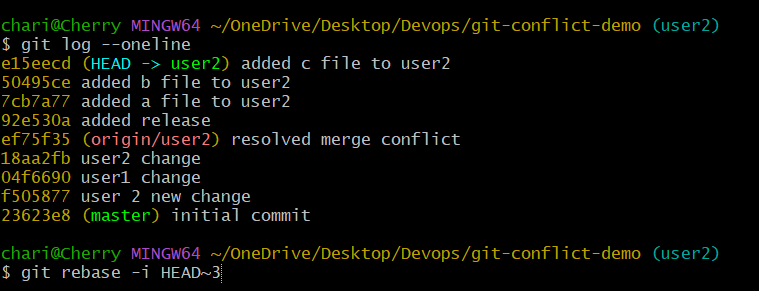 chari@Cherry MINGW64 ~/OneDrive/Desktop/Devops/git-conflict-demo (user2)
$ git log --oneline
e15eecd (HEAD -> user2) added c file to user2
50495ce added b file to user2
7cb7a77 added a file to user2
92e530a added release
ef75f35 (origin/user2) resolved merge conflict
18aa2fb user2 change
04f6690 user1 change
f505877 user 2 new change
23623e8 (master) initial commit
chari@Cherry MINGW64 ~/OneDrive/Desktop/Devops/git-conflict-demo (user2)
$ git rebase -i HEAD~3